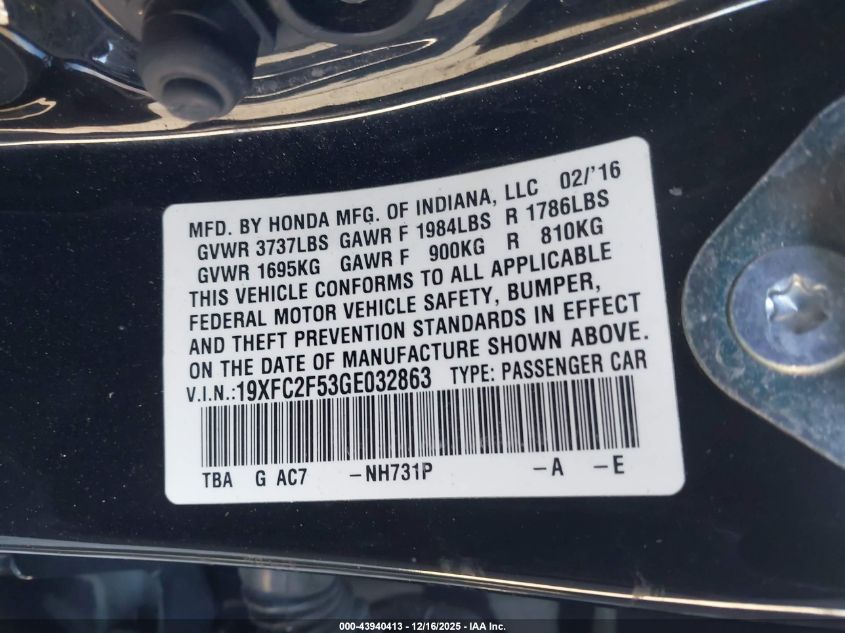 MFD. BY HONDA MFG. OF INDIANA, LLC 02/'16
GVWR 3737LBS GAWR F 1984LBS R 1786LBS
GVWR 1695KG GAWR F 900KG R 810KG
THIS VEHICLE CONFORMS TO ALL APPLICABLE
FEDERAL MOTOR VEHICLE SAFETY, BUMPER,
AND THEFT PREVENTION STANDARDS IN EFFECT
ON THE DATE OF MANUFACTURE SHOWN ABOVE.
V.I.N.:19XFC2F53GE032863 TYPE: PASSENGER CAR
TBA G AC7 -NH731P -A -E
000-43940413 - 12/16/2025 - IAA Inc.